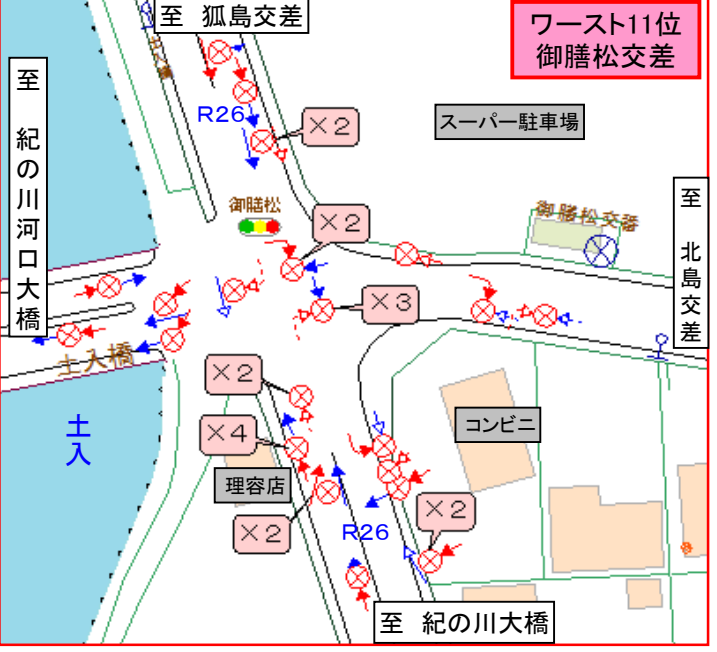 至 狐島交差
ワースト11位
御膳松交差
至 紀の川河口大橋
R26
×2
スーパー駐車場
御膳松
×2
御膳松交番
至 北島交差
×3
土入橋
×2
×4
土入
コンビニ
理容店
×2
×2
R26
至 紀の川大橋